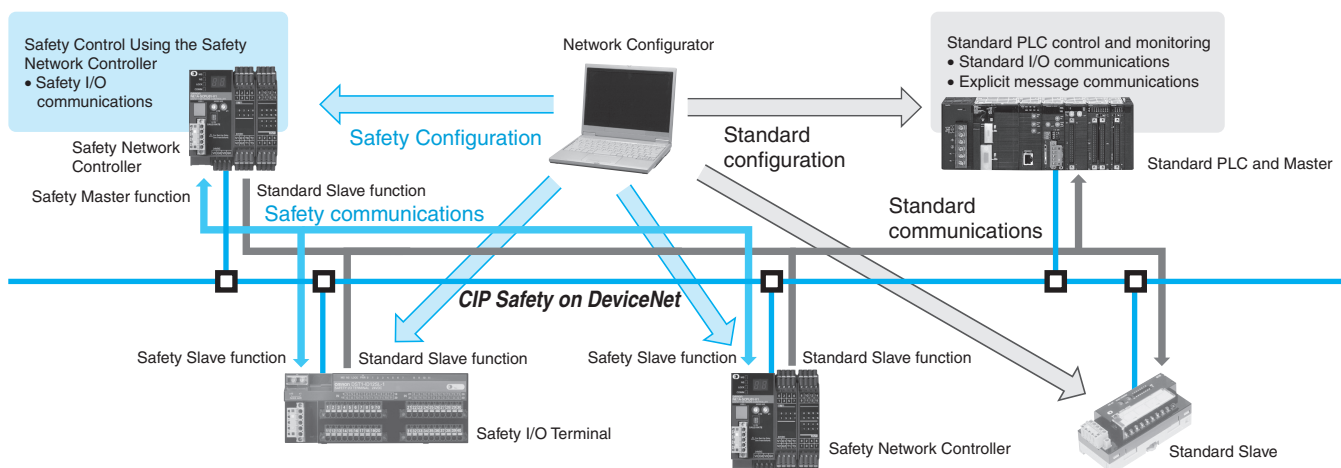 Safety Control Using the Safety
Network Controller
• Safety I/O
communications
Network Configurator
Standard PLC control and monitoring
• Standard I/O communications
• Explicit message communications
Safety Configuration
Standard
configuration
Safety Network
Controller
Standard PLC and Master
Safety Master function
Standard Slave function
Safety communications
Standard
communications
CIP Safety on DeviceNet
Safety Slave function
Standard Slave function
Safety Slave function
Standard Slave function
Safety I/O Terminal
Safety Network Controller
Standard Slave